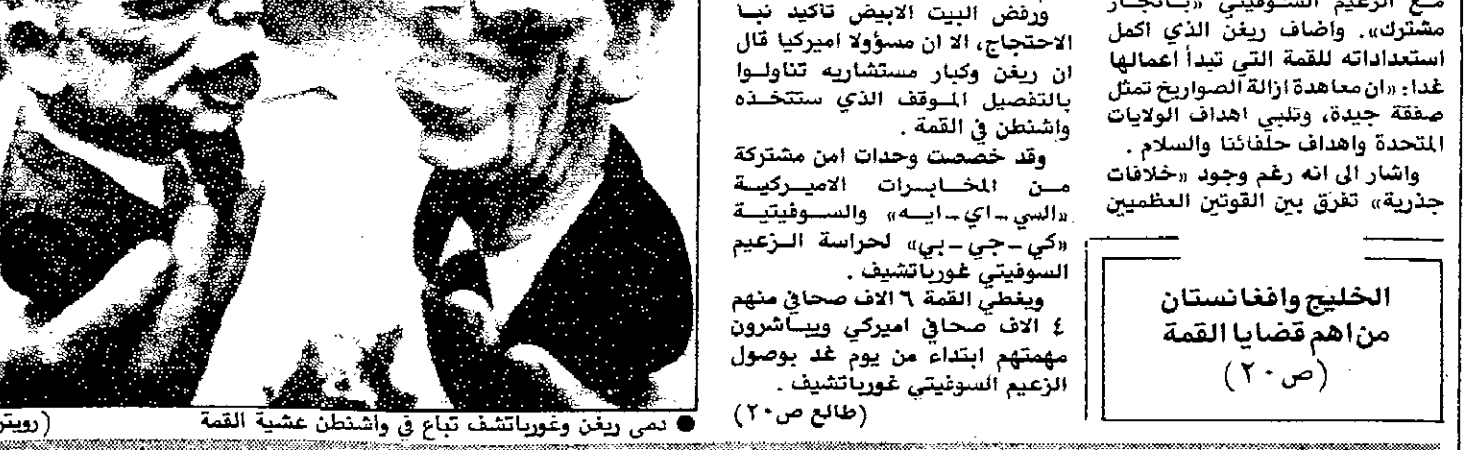 مع الزعيم السوفيتي «بانجاز
مشترك». واضاف ريغن الذي اكمل
استعداداته للقمة التي تبدأ اعمالها
غدا: «ان معاهدة ازالة الصواريخ تمثل
صفقة جيدة، وتلبي اهداف الولايات
المتحدة واهداف حلفائنا والسلام .
واشار الى انه رغم وجود «خلافات
جذرية» تفرق بين القوتين العظميين
الخليج وافغانستان
من اهم قضايا القمة
(ص ٢٠)
ورفض البيت الابيض تاكيد نبا
الاحتجاج، الا ان مسؤولا اميركيا قال
ان ريغن وكبار مستشاريه تناولوا
بالتفصيل الموقف الذي ستتخذه
واشنطن في القمة .
وقد خصصت وحدات امن مشتركة
من المخابرات الاميركية
«السي ـ اي ـ ايه» والسوفيتية
«كي ـ جي ـ بي» لحراسة الزعيم
السوفيتي غورباتشيف .
ويغطي القمة ٦ الاف صحافي منهم
٤ الاف صحافي اميركي ويباشرون
مهمتهم ابتداء من يوم غد بوصول
الزعيم السوفيتي غورباتشيف .
(طالع ص ٢٠)
● دمى ريغن وغورباتشف تباع في واشنطن عشية القمة (رويتر